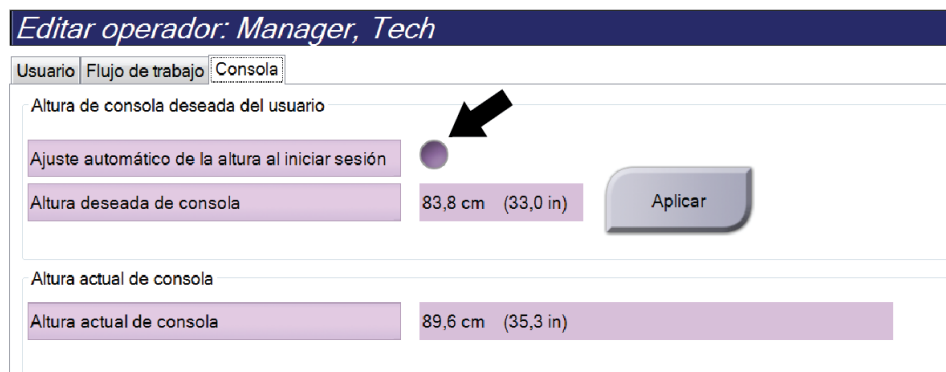 Editar operador: Manager, Tech
Usuario Flujo de trabajo Consola
Altura de consola deseada del usuario
Ajuste automático de la altura al iniciar sesión
Altura deseada de consola 83,8 cm (33,0 in) Aplicar
Altura actual de consola
Altura actual de consola 89,6 cm (35,3 in)